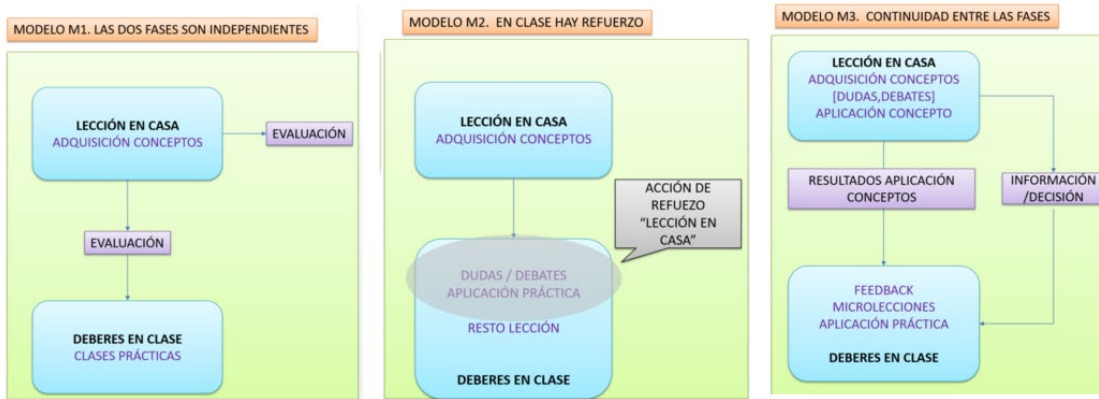 MODELO M1. LAS DOS FASES SON INDEPENDIENTES
LECCIÓN EN CASA
ADQUISICIÓN CONCEPTOS
EVALUACIÓN
EVALUACIÓN
DEBERES EN CLASE
CLASES PRÁCTICAS
MODELO M2. EN CLASE HAY REFUERZO
LECCIÓN EN CASA
ADQUISICIÓN CONCEPTOS
ACCIÓN DE
REFUEZO
“LECCIÓN EN
CASA”
DUDAS / DEBATES
APLICACIÓN PRÁCTICA
RESTO LECCIÓN
DEBERES EN CLASE
MODELO M3. CONTINUIDAD ENTRE LAS FASES
LECCIÓN EN CASA
ADQUISICIÓN CONCEPTOS
[DUDAS,DEBATES]
APLICACIÓN CONCEPTO
RESULTADOS APLICACIÓN
CONCEPTOS
INFORMACIÓN
/DECISIÓN
FEEDBACK
MICROLECCIONES
APLICACIÓN PRÁCTICA
DEBERES EN CLASE